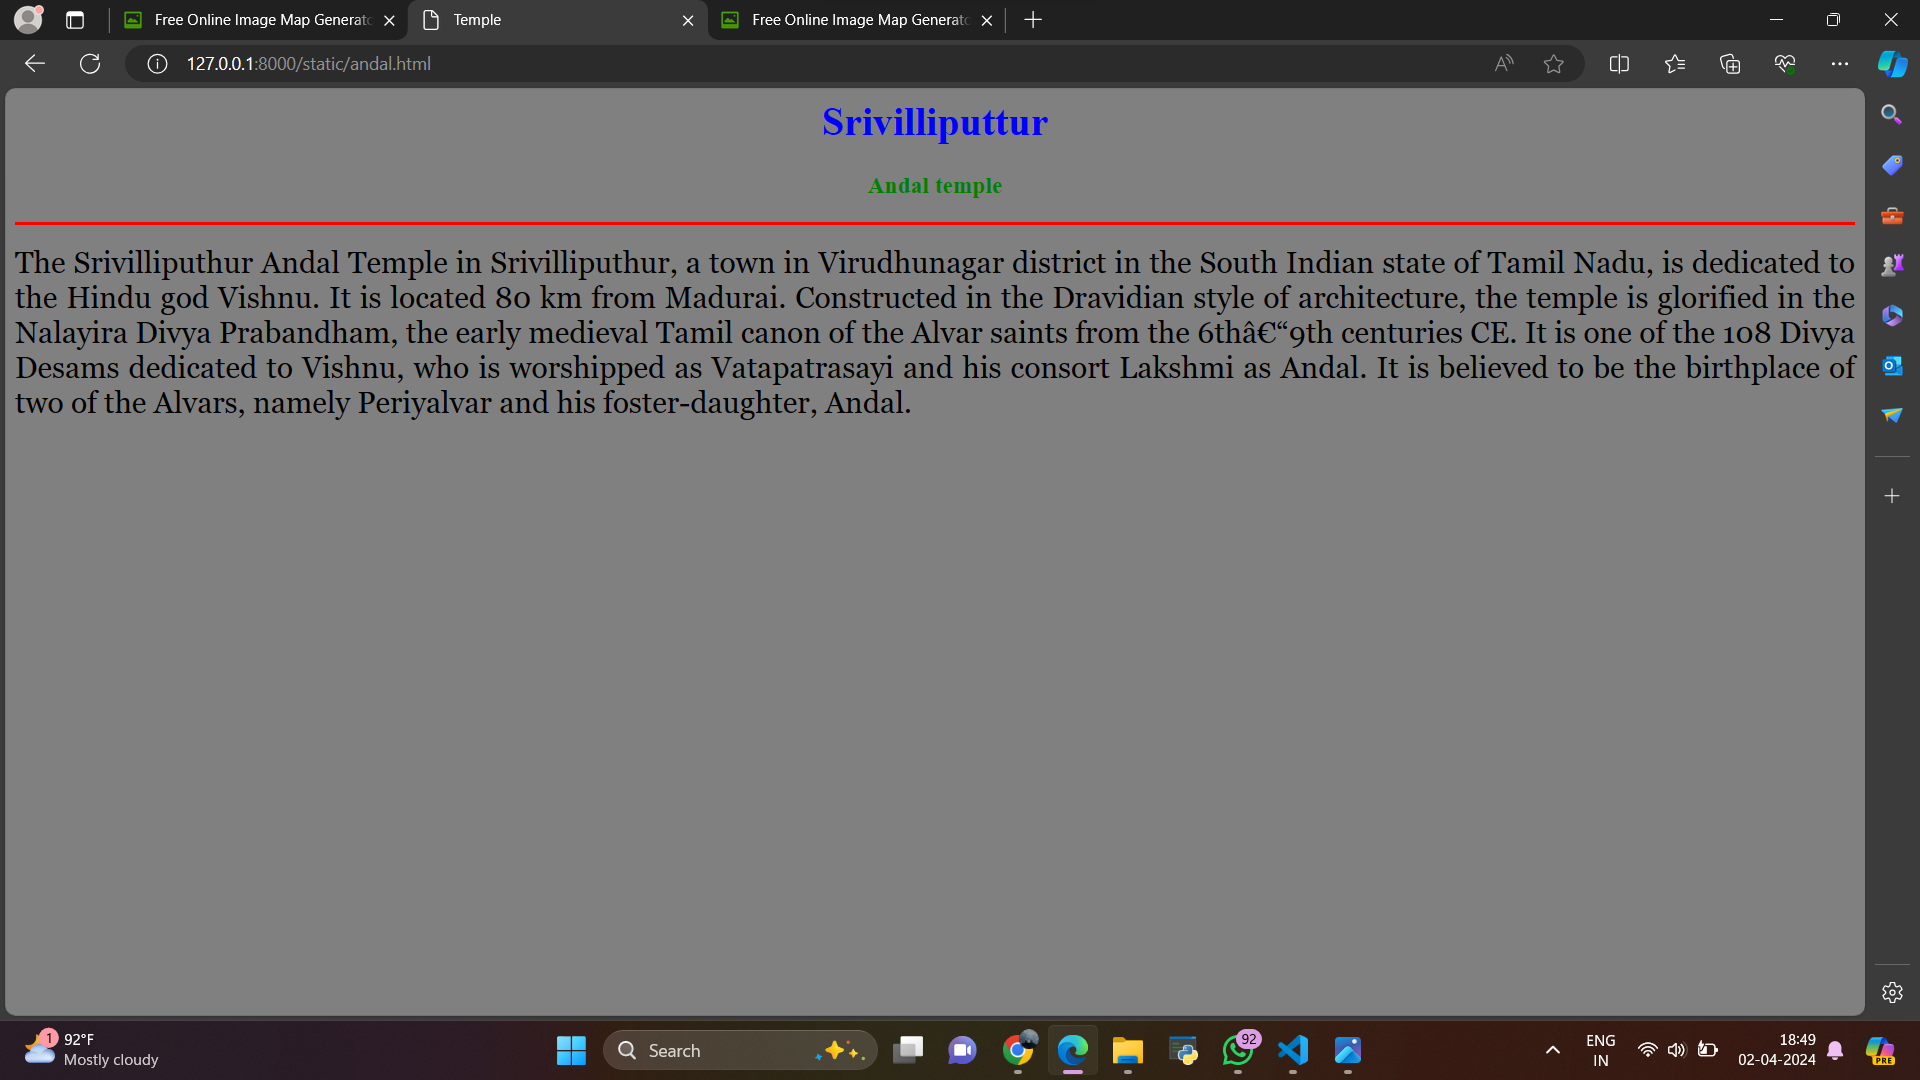 Free Online Image Map Generato
Temple
Free Online Image Map Generato
127.0.0.1:8000/static/andal.html
Srivilliputtur
Andal temple
The Srivilliputhur Andal Temple in Srivilliputhur, a town in Virudhunagar district in the South Indian state of Tamil Nadu, is dedicated to
the Hindu god Vishnu. It is located 80 km from Madurai. Constructed in the Dravidian style of architecture, the temple is glorified in the
Nalayira Divya Prabandham, the early medieval Tamil canon of the Alvar saints from the 6thâ€“9th centuries CE. It is one of the 108 Divya
Desams dedicated to Vishnu, who is worshipped as Vatapatrasayi and his consort Lakshmi as Andal. It is believed to be the birthplace of
two of the Alvars, namely Periyalvar and his foster-daughter, Andal.
1
92°F
Mostly cloudy
Search
92
ENG
IN
18:49
02-04-2024
PRE